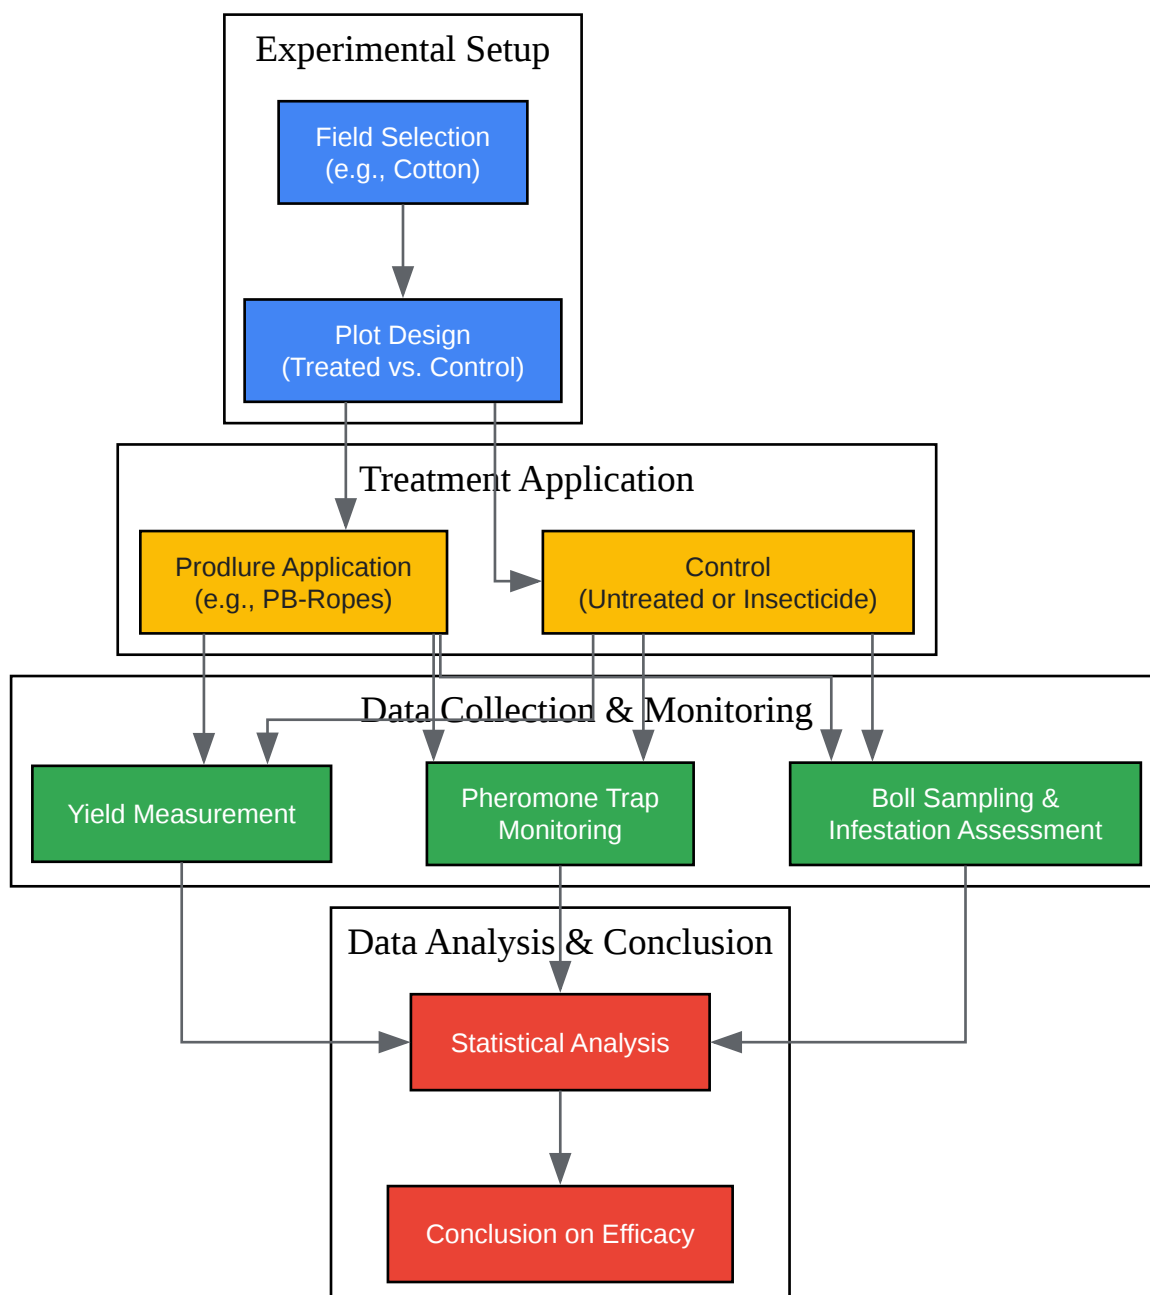 Experimental Setup
Field Selection
(e.g., Cotton)
Plot Design
(Treated vs. Control)
Treatment Application
Prodlure Application
(e.g., PB-Ropes)
Control
(Untreated or Insecticide)
Data Collection & Monitoring
Yield Measurement
Pheromone Trap
Monitoring
Boll Sampling &
Infestation Assessment
Data Analysis & Conclusion
Statistical Analysis
Conclusion on Efficacy